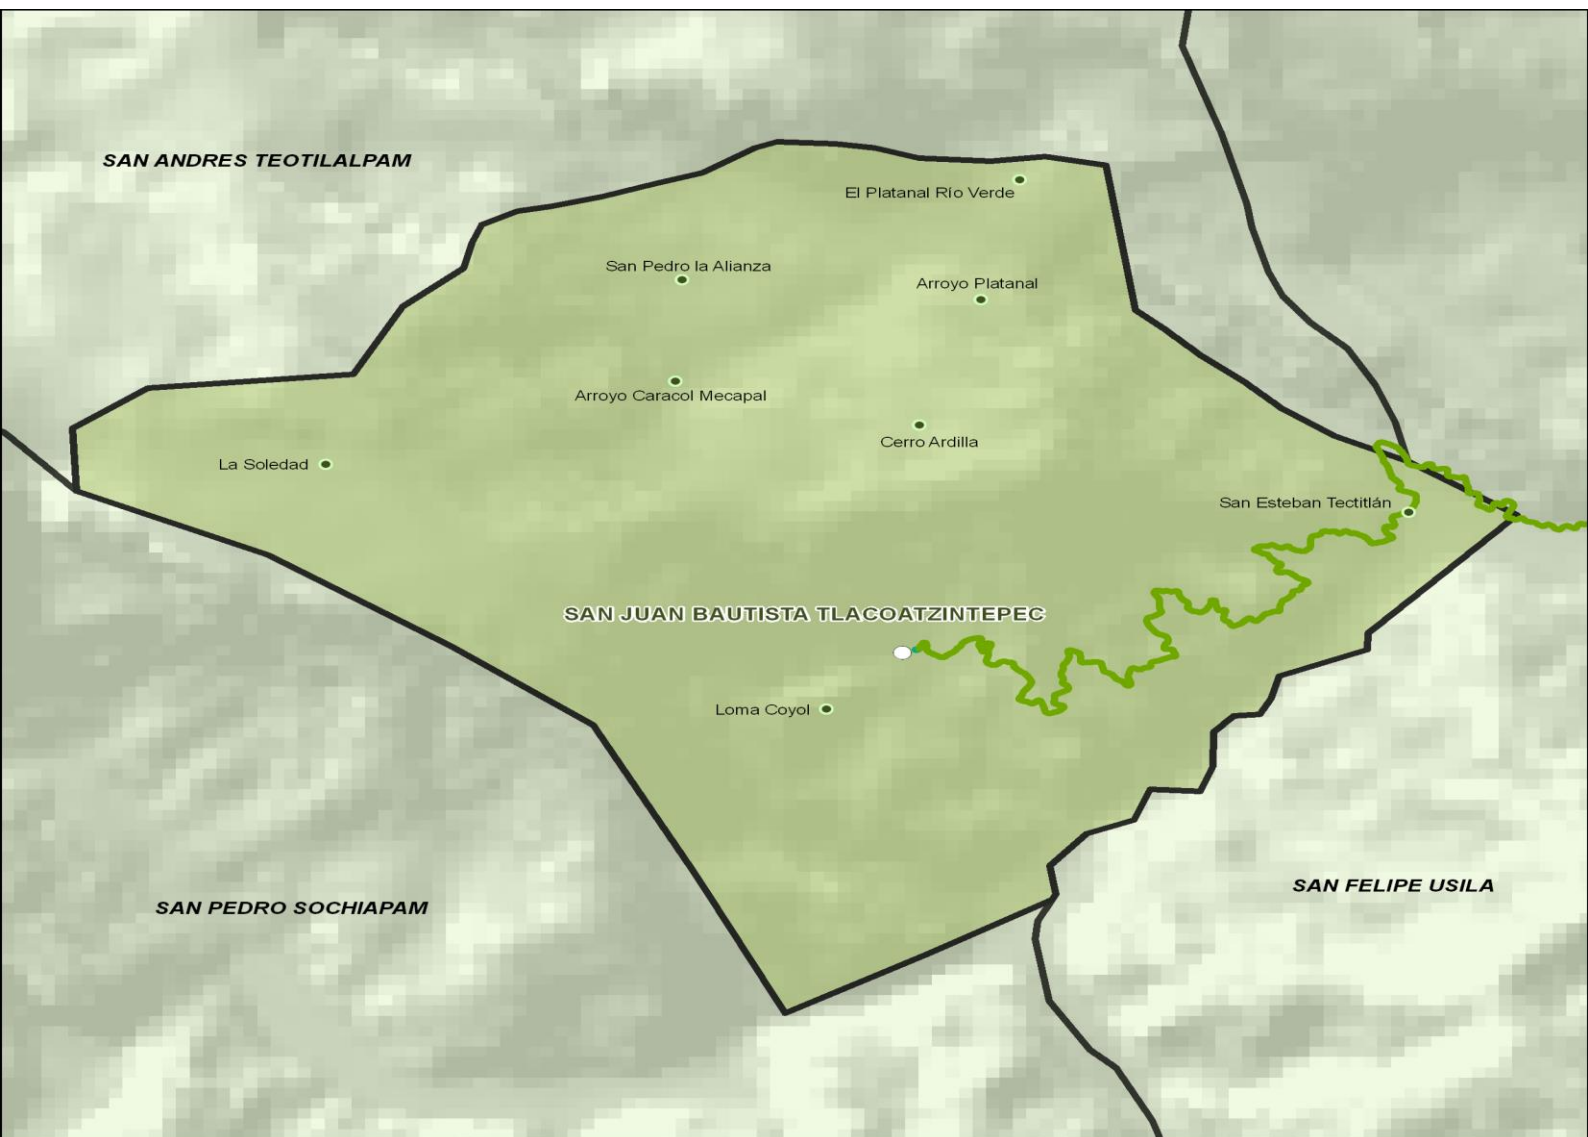 SAN ANDRES TEOTILALPAM
El Platanal Río Verde
San Pedro la Alianza
Arroyo Platanal
Arroyo Caracol Mecapal
Cerro Ardilla
La Soledad
San Esteban Tectitlán
SAN JUAN BAUTISTA TLACOATZINTEPEC
Loma Coyol
SAN FELIPE USILA
SAN PEDRO SOCHIAPAM